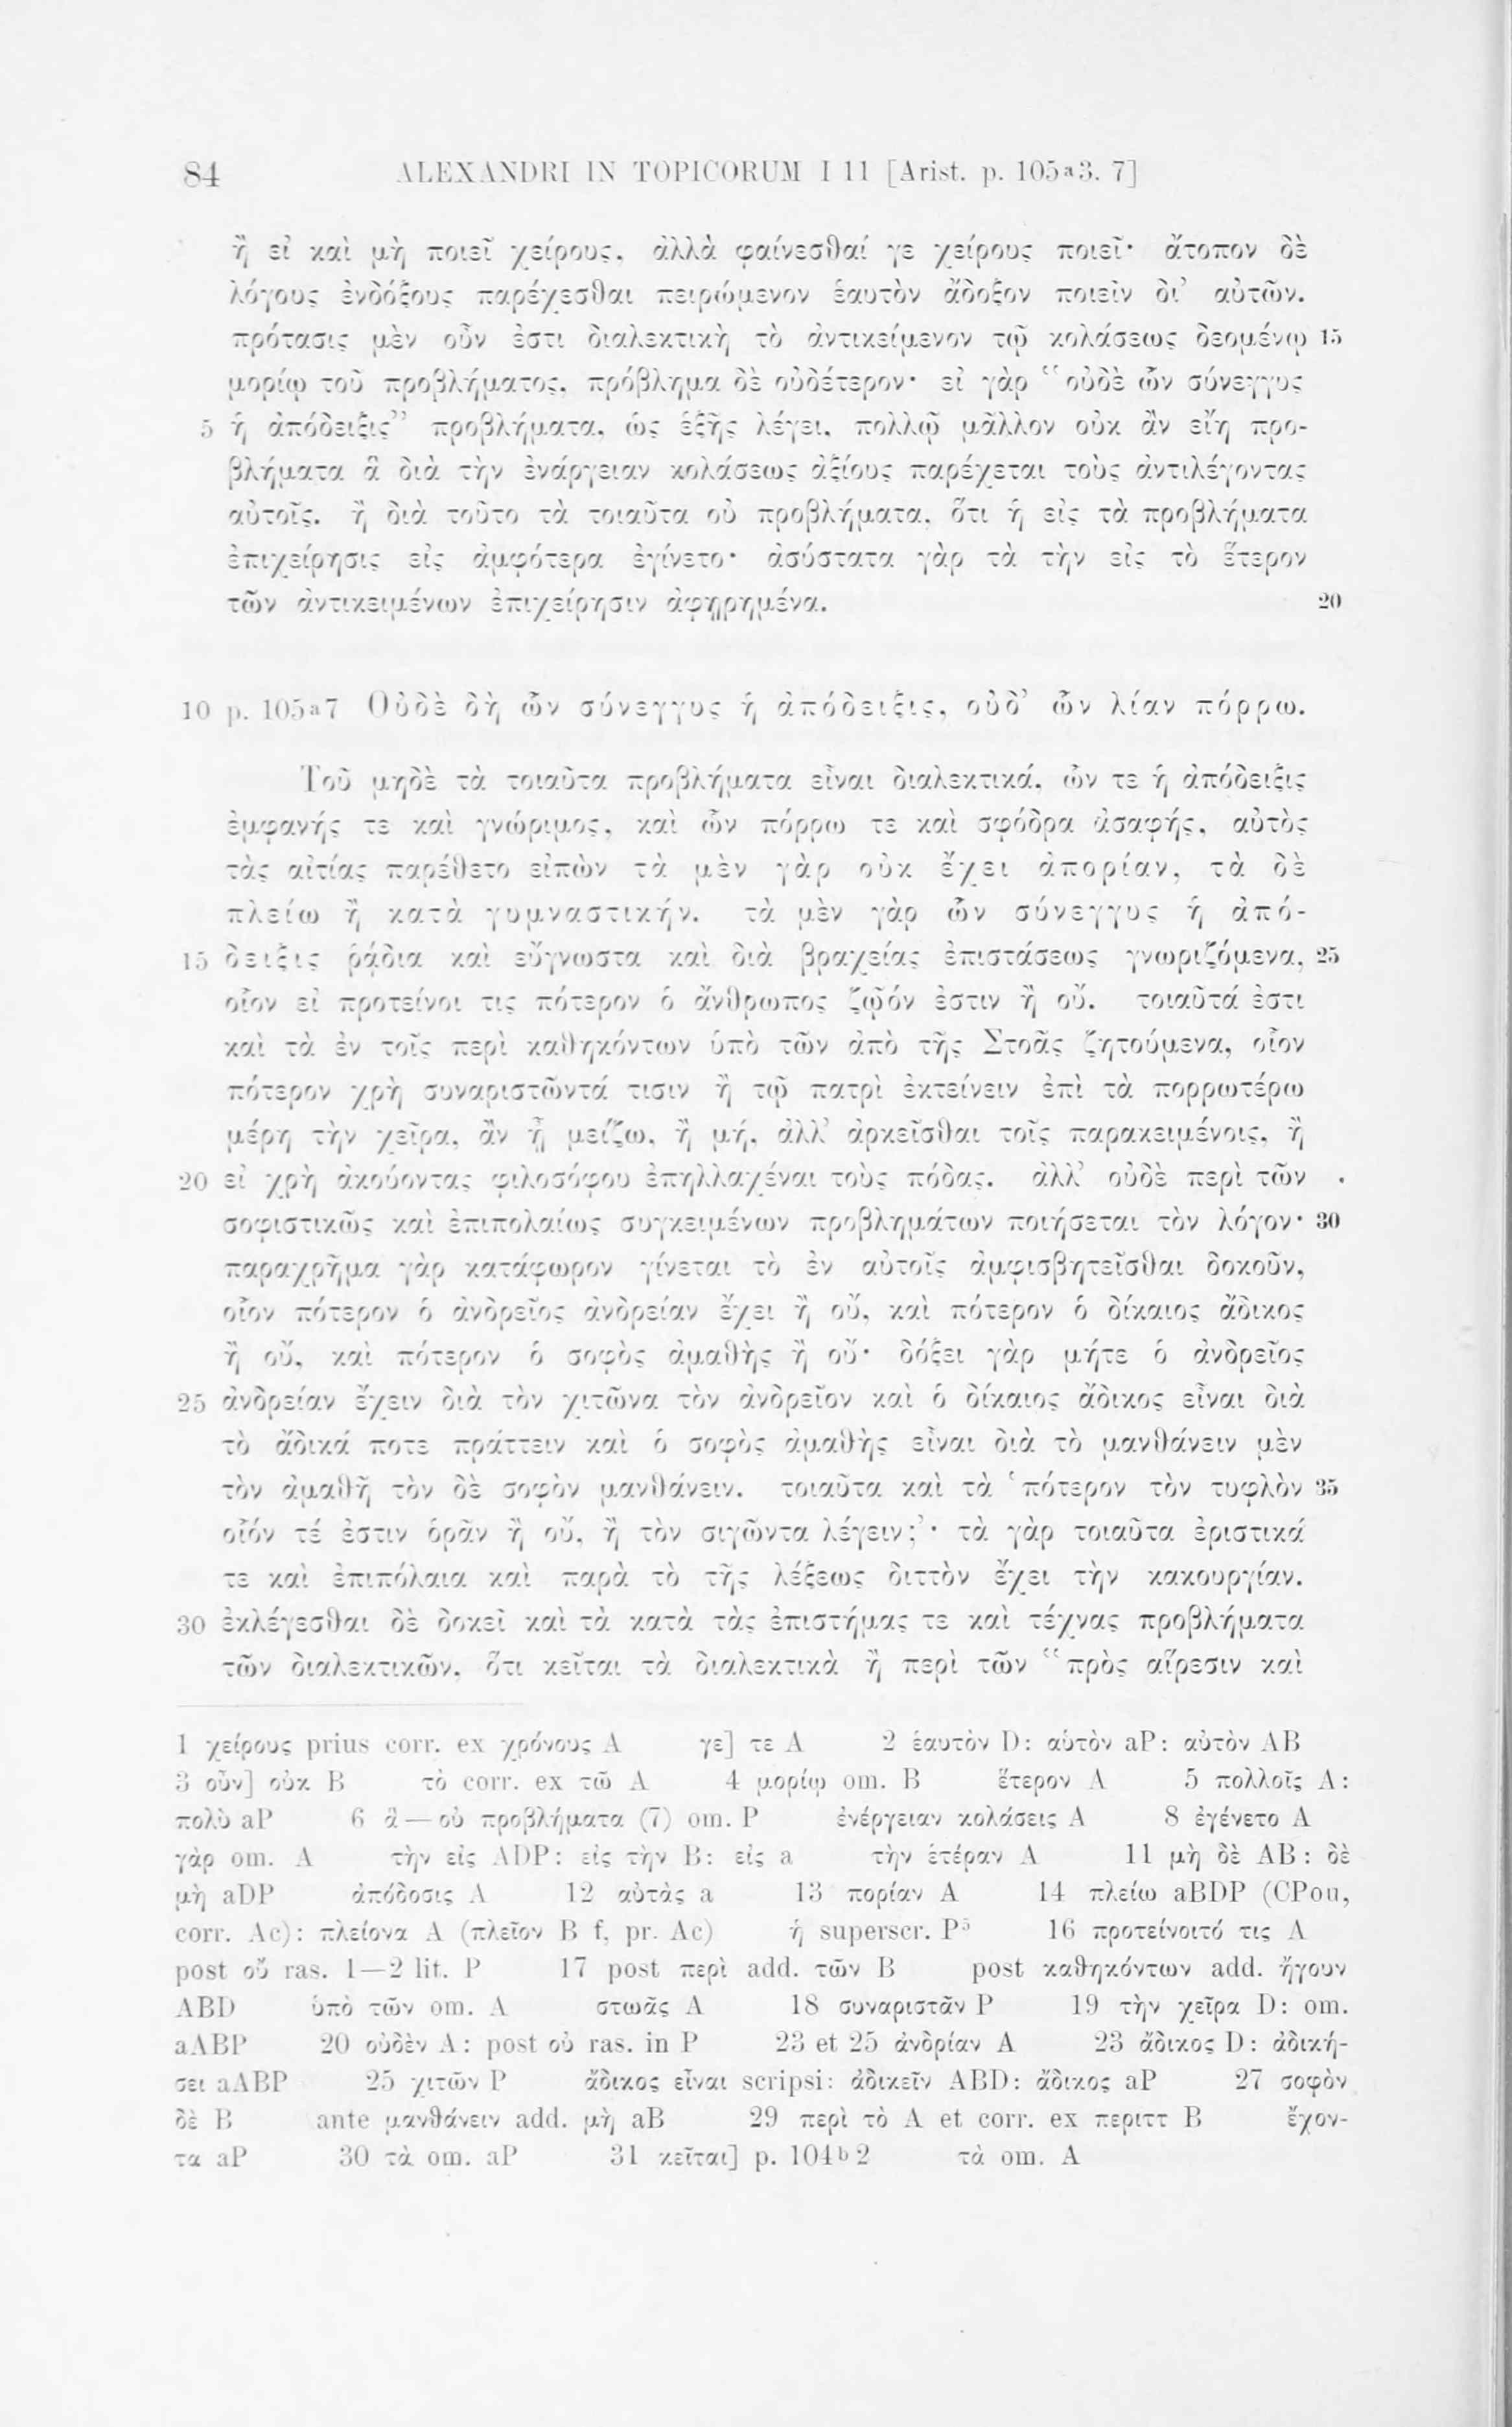 84 ALEXANDRI IN TOPICORUM I 11 [Arist. p. 105a3. 7]
ἢ εἰ καὶ μὴ ποιεῖ χείρους, ἀλλὰ φαίνεσθαί γε χείρους ποιεῖ· ἄτοπον δὲ
λόγους ἐνδόξους παρέχεσθαι πειρώμενον ἑαυτὸν ἄδοξον ποιεῖν δι’ αὐτῶν.
πρότασις μὲν οὖν ἐστι διαλεκτικὴ τὸ ἀντικείμενον τῷ κολάσεως δεομένῳ 15
μορίῳ τοῦ προβλήματος, πρόβλημα δὲ οὐδέτερον· εἰ γὰρ “οὐδὲ ὧν σύνεγγυς
5 ἡ ἀπόδειξις” προβλήματα, ὡς ἑξῆς λέγει, πολλῷ μᾶλλον οὐκ ἂν εἴη προ-
βλήματα ἃ διὰ τὴν ἐνάργειαν κολάσεως ἀξίους παρέχεται τοὺς ἀντιλέγοντας
αὐτοῖς. ἢ διὰ τοῦτο τὰ τοιαῦτα οὐ προβλήματα, ὅτι ἡ εἰς τὰ προβλήματα
ἐπιχείρησις εἰς ἀμφότερα ἐγίνετο· ἀσύστατα γὰρ τὰ τὴν εἰς τὸ ἕτερον
τῶν ἀντικειμένων ἐπιχείρησιν ἀφῃρημένα. 20
10 p. 105a7 Οὐδὲ δὴ ὧν σύνεγγυς ἡ ἀπόδειξις, οὐδ’ ὧν λίαν πόρρω.
Τοῦ μηδὲ τὰ τοιαῦτα προβλήματα εἶναι διαλεκτικά, ὧν τε ἡ ἀπόδειξις
ἐμφανής τε καὶ γνώριμος, καὶ ὧν πόρρω τε καὶ σφόδρα ἀσαφής, αὐτὸς
τὰς αἰτίας παρέθετο εἰπὼν τὰ μὲν γὰρ οὐκ ἔχει ἀπορίαν, τὰ δὲ
πλείω ἢ κατὰ γυμναστικήν. τὰ μὲν γὰρ ὧν σύνεγγυς ἡ ἀπό-
15 δειξις ῥᾴδια καὶ εὔγνωστα καὶ διὰ βραχείας ἐπιστάσεως γνωριζόμενα, 25
οἷον εἰ προτείνοι τις πότερον ὁ ἄνθρωπος ζῷόν ἐστιν ἢ οὔ. τοιαῦτά ἐστι
καὶ τὰ ἐν τοῖς περὶ καθηκόντων ὑπὸ τῶν ἀπὸ τῆς Στοᾶς ζητούμενα, οἷον
πότερον χρὴ συναριστῶντά τισιν ἢ τῷ πατρὶ ἐκτείνειν ἐπὶ τὰ πορρωτέρω
μέρη τὴν χεῖρα, ἂν ᾖ μείζω, ἢ μή, ἀλλ’ ἀρκεῖσθαι τοῖς παρακειμένοις, ἢ
20 εἰ χρὴ ἀκούοντας φιλοσόφου ἐπηλλαχέναι τοὺς πόδας. ἀλλ’ οὐδὲ περὶ τῶν
σοφιστικῶς καὶ ἐπιπολαίως συγκειμένων προβλημάτων ποιήσεται τὸν λόγον· 30
παραχρῆμα γὰρ κατάφωρον γίνεται τὸ ἐν αὐτοῖς ἀμφισβητεῖσθαι δοκοῦν,
οἷον πότερον ὁ ἀνδρεῖος ἀνδρείαν ἔχει ἢ οὔ, καὶ πότερον ὁ δίκαιος ἄδικος
ἢ οὔ, καὶ πότερον ὁ σοφὸς ἀμαθὴς ἢ οὔ· δόξει γὰρ μήτε ὁ ἀνδρεῖος
25 ἀνδρείαν ἔχειν διὰ τὸν χιτῶνα τὸν ἀνδρεῖον καὶ ὁ δίκαιος ἄδικος εἶναι διὰ
τὸ ἄδικά ποτε πράττειν καὶ ὁ σοφὸς ἀμαθὴς εἶναι διὰ τὸ μανθάνειν μὲν
τὸν ἀμαθῆ τὸν δὲ σοφὸν μανθάνειν. τοιαῦτα καὶ τὰ ‘πότερον τὸν τυφλὸν 35
οἷόν τέ ἐστιν ὁρᾶν ἢ οὔ, ἢ τὸν σιγῶντα λέγειν;’· τὰ γὰρ τοιαῦτα ἐριστικά
τε καὶ ἐπιπόλαια καὶ παρὰ τὸ τῆς λέξεως διττὸν ἔχει τὴν κακουργίαν.
30 ἐκλέγεσθαι δὲ δοκεῖ καὶ τὰ κατὰ τὰς ἐπιστήμας τε καὶ τέχνας προβλήματα
τῶν διαλεκτικῶν, ὅτι κεῖται τὰ διαλεκτικὰ ἢ περὶ τῶν “πρὸς αἵρεσιν καὶ
1 χείρους prius corr. ex χρόνους A γε] τε A 2 ἑαυτὸν D: αὑτὸν aP: αὐτὸν AB
3 οὖν] οὐκ B τὸ corr. ex τῶ A 4 μορίῳ om. B ἕτερον A 5 πολλοῖς A:
πολὺ aP 6 ἃ — οὐ προβλήματα (7) om. P ἐνέργειαν κολάσεις A 8 ἐγένετο A
γὰρ om. A τὴν εἰς ADP: εἰς τὴν B: εἰς a τὴν ἑτέραν A 11 μὴ δὲ AB: δὲ
μὴ aDP ἀπόδοσις A 12 αὐτὰς a 13 πορίαν A 14 πλείω aBDP (CPou,
corr. Ac): πλείονα A (πλεῖον B f, pr. Ac) ἡ superscr. P⁵ 16 προτείνοιτό τις A
post οὔ ras. 1—2 lit. P 17 post περὶ add. τῶν B post καθηκόντων add. ἤγουν
ABD ὑπὸ τῶν om. A στωᾶς A 18 συναριστᾶν P 19 τὴν χεῖρα D: om.
aABP 20 οὐδὲν A: post οὐ ras. in P 23 et 25 ἀνδρίαν A 23 ἄδικος D: ἀδική-
σει aABP 25 χιτῶν P ἄδικος εἶναι scripsi: ἀδικεῖν ABD: ἄδικος aP 27 σοφὸν
δὲ B ante μανθάνειν add. μὴ aB 29 περὶ τὸ A et corr. ex περιττ B ἔχον-
τα aP 30 τὰ om. aP 31 κεῖται] p. 104b2 τὰ om. A